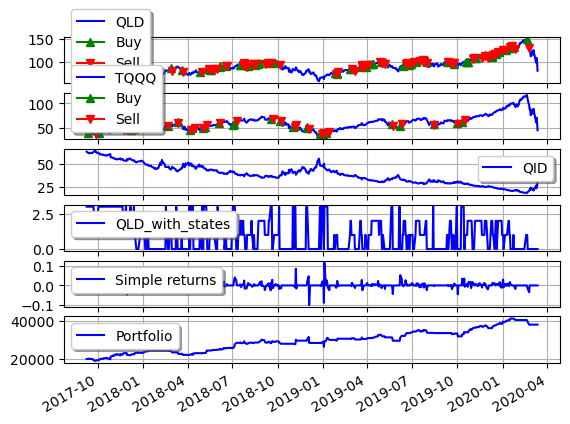 QLD
Buy
Sell
150
100
TQQQ
Buy
Sell
100
50
QID
50
25
QLD_with_states
2.5
0.0
Simple returns
0.1
0.0
−0.1
Portfolio
40000
20000
2017-10
2018-01
2018-04
2018-07
2018-10
2019-01
2019-04
2019-07
2019-10
2020-01
2020-04